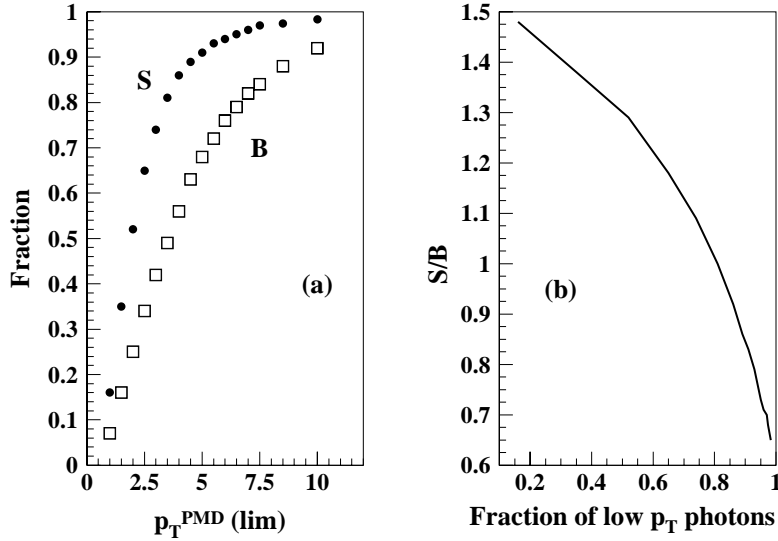 Fraction
1
0.9
0.8
0.7
0.6
0.5
0.4
0.3
0.2
0.1
0
S
B
(a)
0 2.5 5 7.5 10
p_T^PMD (lim)
S/B
1.5
1.4
1.3
1.2
1.1
1
0.9
0.8
0.7
0.6
(b)
0.2 0.4 0.6 0.8 1
Fraction of low p_T photons